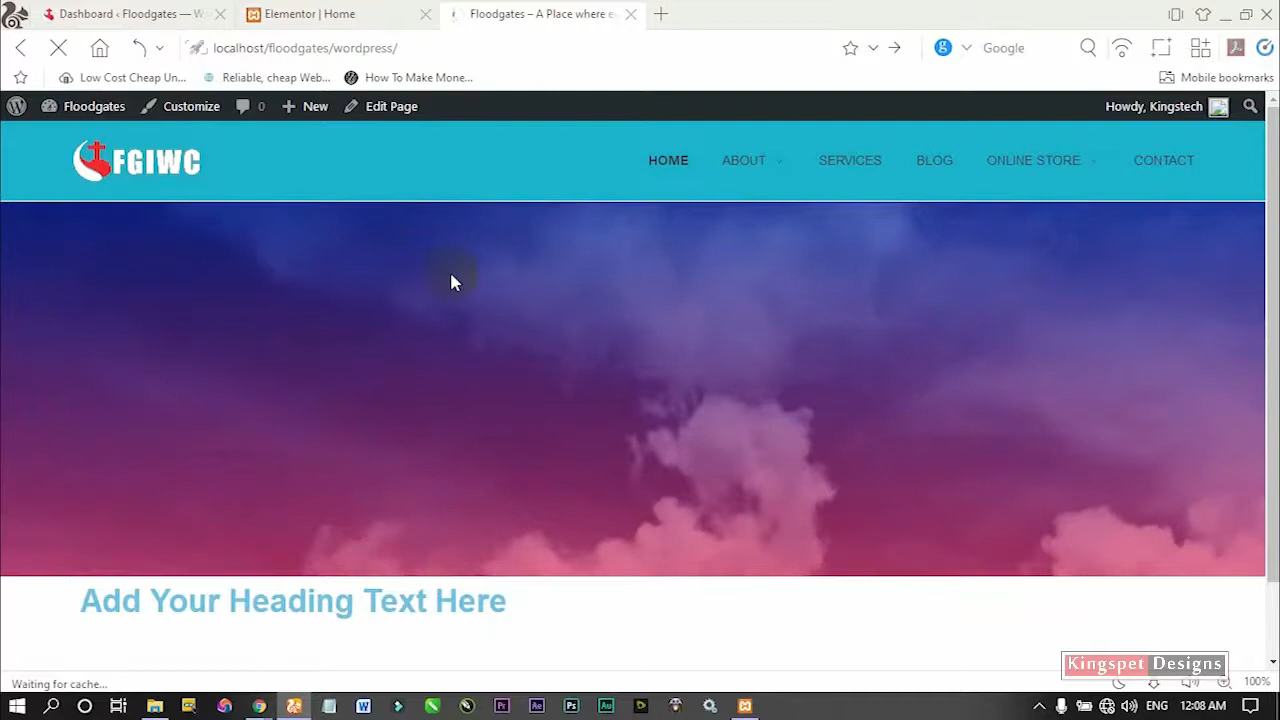 Dashboard ‹ Floodgates — W
Elementor | Home
Floodgates – A Place where e
localhost/floodgates/wordpress/
Google
Low Cost Cheap Un...
Reliable, cheap Web...
How To Make Mone...
Mobile bookmarks
Floodgates
Customize
0
New
Edit Page
Howdy, Kingstech
FGIWC
HOME
ABOUT
SERVICES
BLOG
ONLINE STORE
CONTACT
Add Your Heading Text Here
Kingspet Designs
Waiting for cache...
100%
ENG
12:08 AM